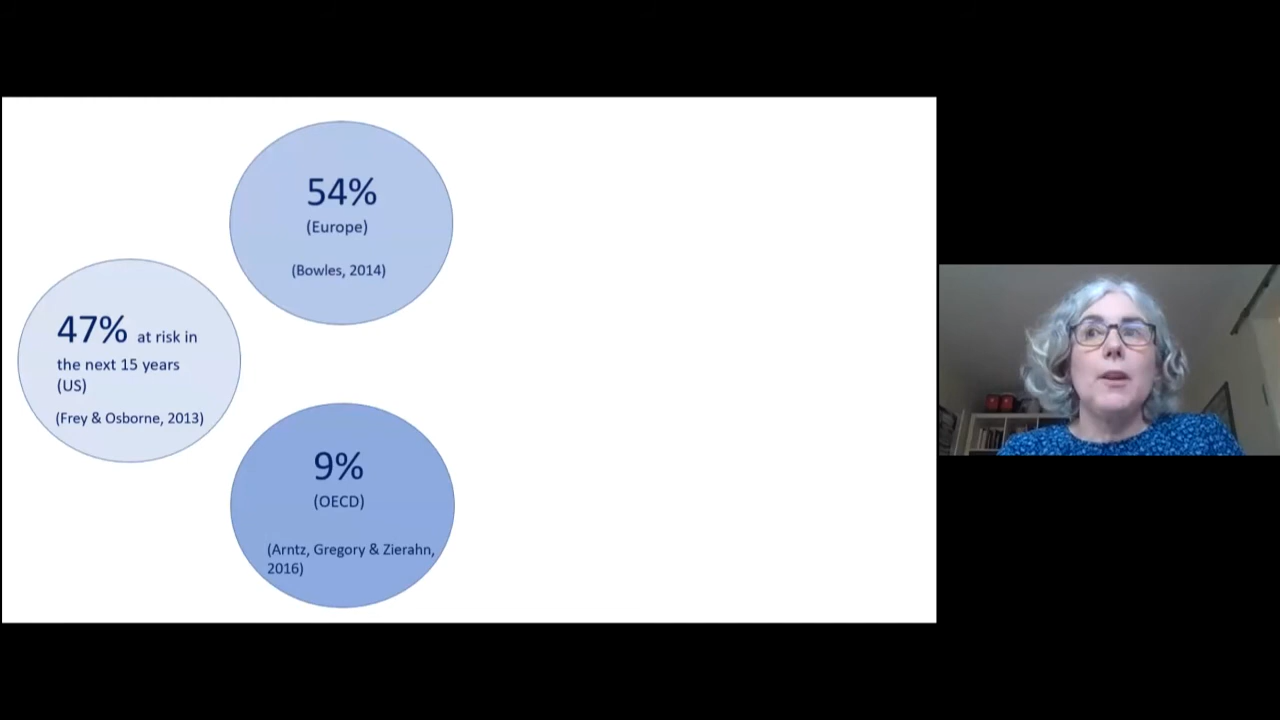 54%
(Europe)
(Bowles, 2014)
47% at risk in
the next 15 years
(US)
(Frey & Osborne, 2013)
9%
(OECD)
(Arntz, Gregory & Zierahn,
2016)